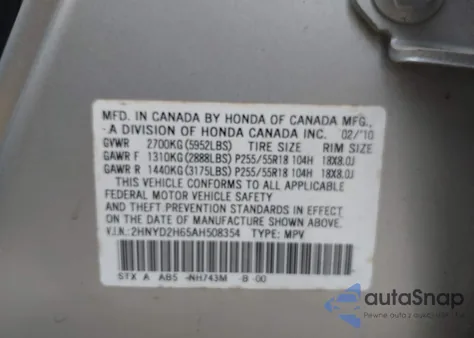 MFD. IN CANADA BY HONDA OF CANADA MFG.,
A DIVISION OF HONDA CANADA INC. 02/10
GVWR 2700KG(5952LBS) TIRE SIZE RIM SIZE
GAWR F 1310KG(2888LBS) P255/55R18 104H 18X8.0J
GAWR R 1440KG(3175LBS) P255/55R18 104H 18X8.0J
THIS VEHICLE CONFORMS TO ALL APPLICABLE
FEDERAL MOTOR VEHICLE SAFETY
AND THEFT PREVENTION STANDARDS IN EFFECT
ON THE DATE OF MANUFACTURE SHOWN ABOVE.
V.I.N.: 2HNYD2H65AH508354 TYPE: MPV
STX A AB5 -NH743M -B -00
autoSnap